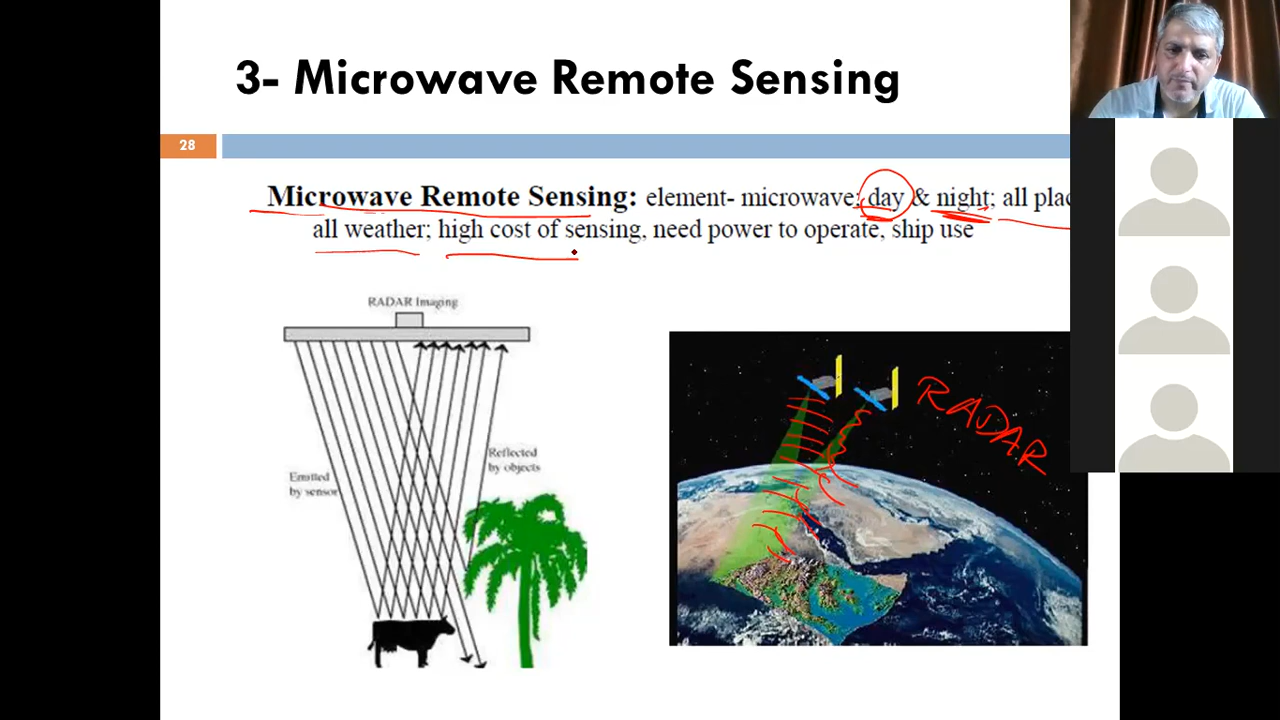 3- Microwave Remote Sensing
28
Microwave Remote Sensing: element- microwave; day & night; all
all weather; high cost of sensing, need power to operate, ship use
RADAR Imaging
Emitted
by sensor
Reflected
by objects
RADAR